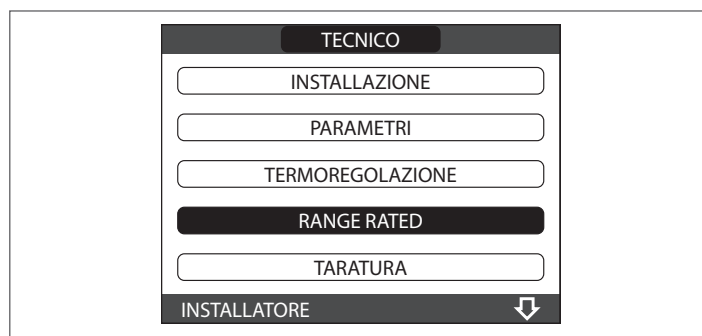 TECNICO
INSTALLAZIONE
PARAMETRI
TERMOREGOLAZIONE
RANGE RATED
TARATURA
INSTALLATORE